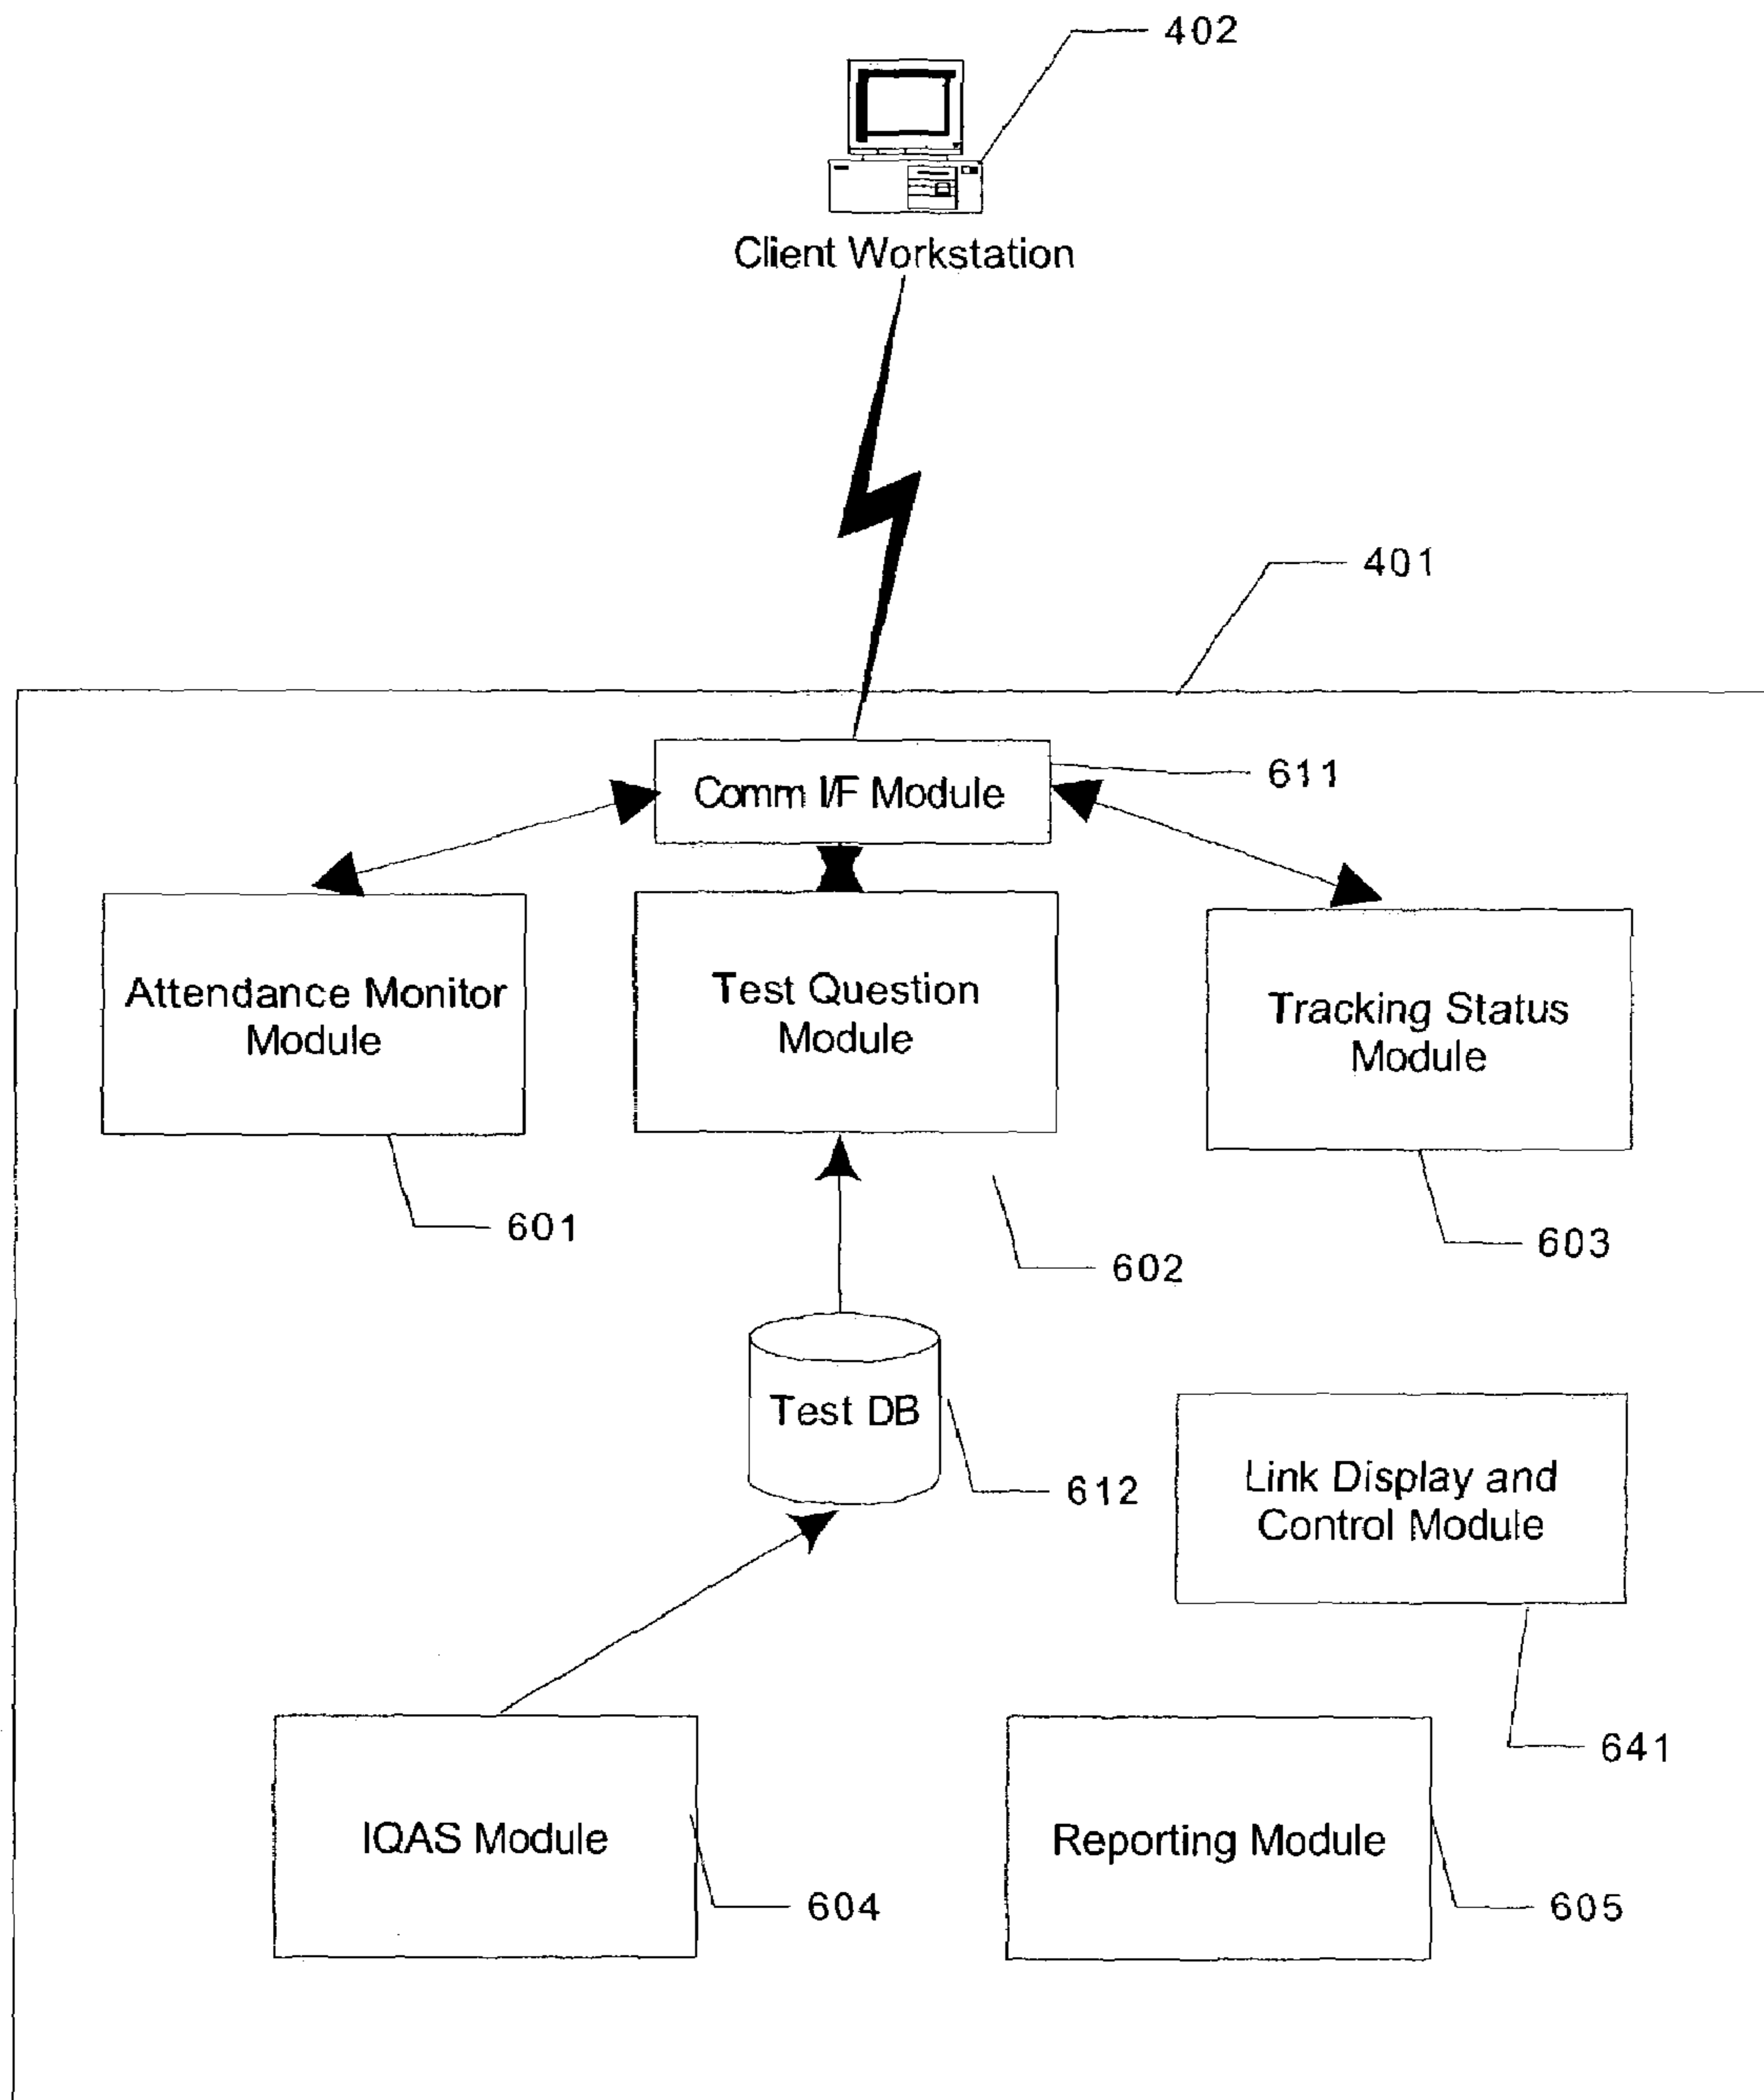 402
Client Workstation
401
Comm I/F Module
611
Attendance Monitor
Module
Test Question
Module
Tracking Status
Module
601
602
603
Test DB
612
Link Display and
Control Module
641
IQAS Module
604
Reporting Module
605